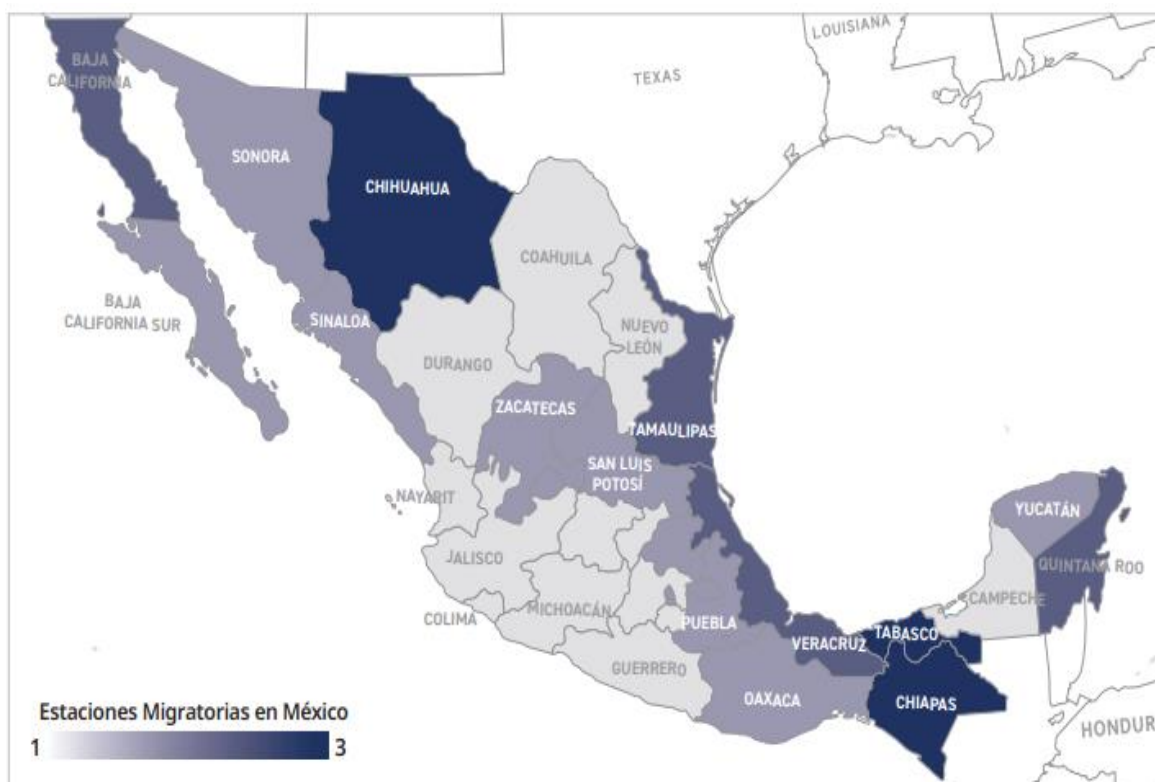 LOUISIANA
BAJA
CALIFORNIA
TEXAS
SONORA
CHIHUAHUA
COAHUILA
BAJA
CALIFORNIA SUR
SINALOA
NUEVO
LEÓN
DURANGO
ZACATECAS
TAMAULIPAS
SAN LUIS
POTOSÍ
NAYARIT
YUCATÁN
JALISCO
QUINTANA ROO
CAMPECHE
COLIMA
MICHOACÁN
PUEBLA
VERACRUZ
TABASCO
GUERRERO
OAXACA
CHIAPAS
HONDUR
Estaciones Migratorias en México
1 3